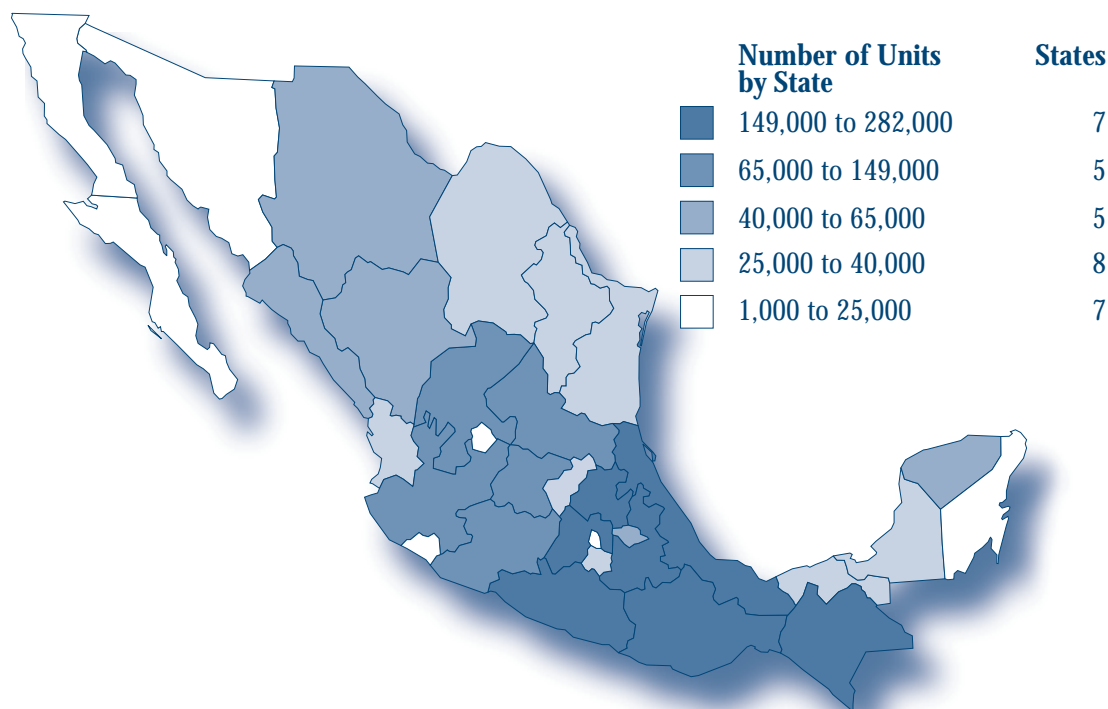 Number of Units States
by State
149,000 to 282,000 7
65,000 to 149,000 5
40,000 to 65,000 5
25,000 to 40,000 8
1,000 to 25,000 7